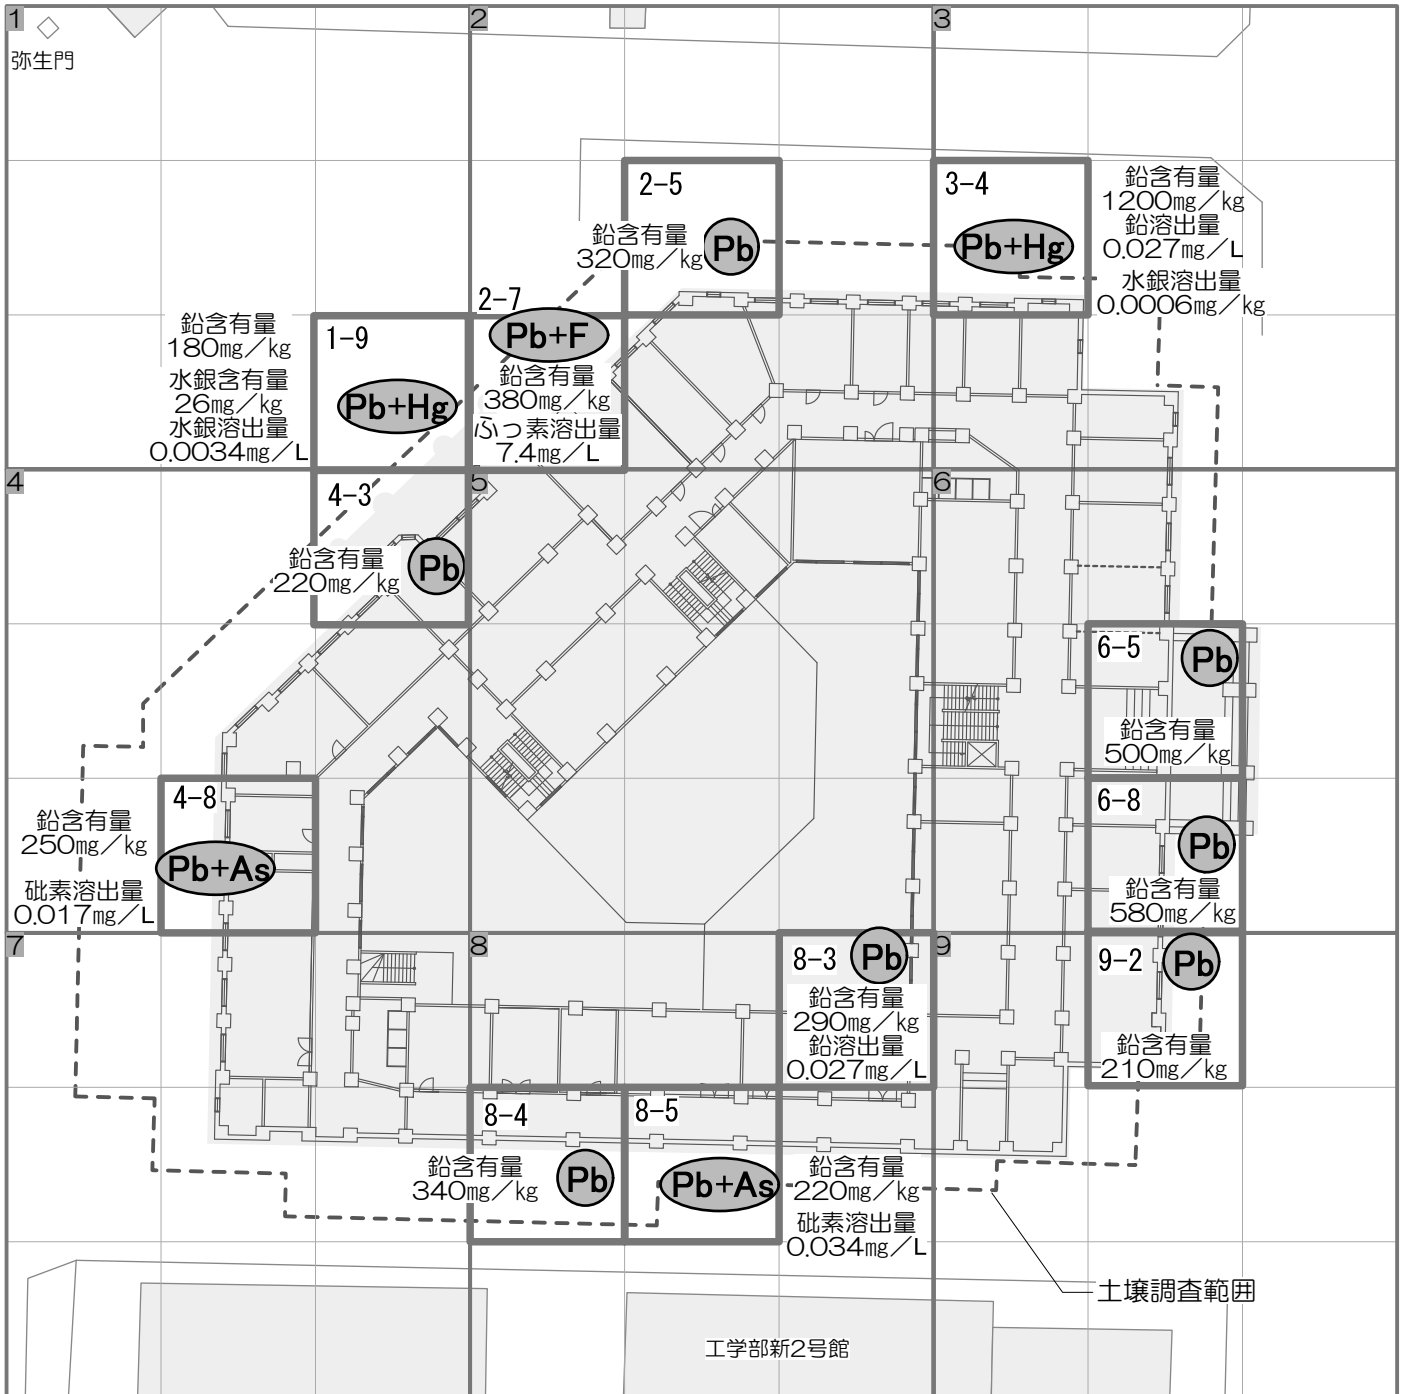 1
2
3
弥生門
2-5
鉛含有量
320mg/kg
Pb
3-4
Pb+Hg
鉛含有量
1200mg/kg
鉛溶出量
0.027mg/L
水銀溶出量
0.0006mg/kg
鉛含有量
180mg/kg
水銀含有量
26mg/kg
水銀溶出量
0.0034mg/L
1-9
Pb+Hg
2-7
Pb+F
鉛含有量
380mg/kg
ふっ素溶出量
7.4mg/L
4
5
6
4-3
鉛含有量
220mg/kg
Pb
6-5
Pb
鉛含有量
500mg/kg
4-8
鉛含有量
250mg/kg
Pb+As
砒素溶出量
0.017mg/L
6-8
Pb
鉛含有量
580mg/kg
7
8
9
8-3
Pb
鉛含有量
290mg/kg
鉛溶出量
0.027mg/L
9-2
Pb
鉛含有量
210mg/kg
8-4
鉛含有量
340mg/kg
Pb
8-5
Pb+As
鉛含有量
220mg/kg
砒素溶出量
0.034mg/L
土壌調査範囲
工学部新2号館